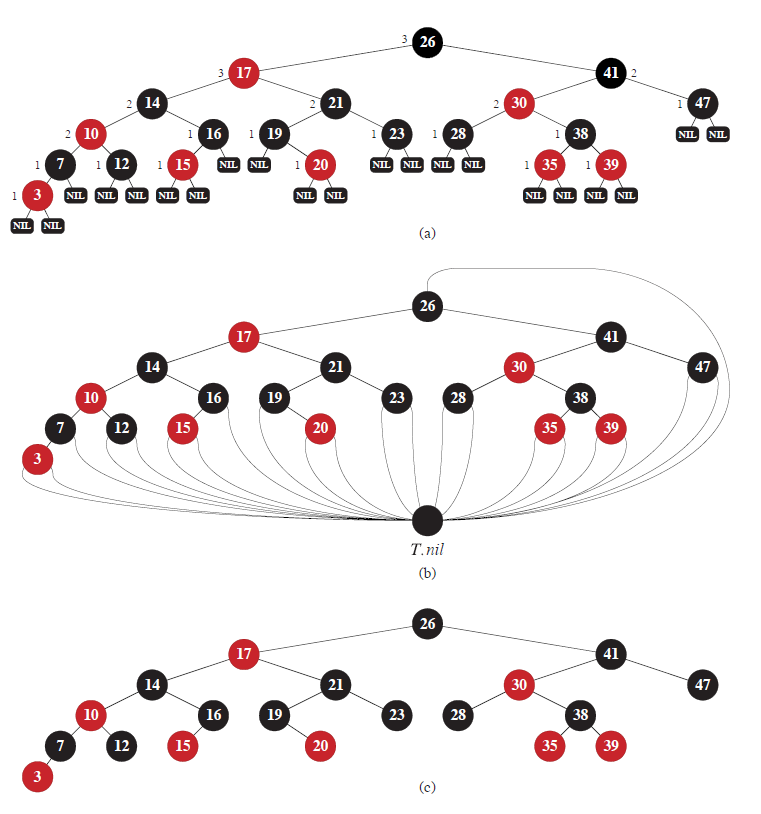 3 26
3 17 41 2
2 14 2 21 2 30 1 47
2 10 1 16 1 19 1 23 1 28 1 38 NIL NIL
1 7 1 12 1 15 NIL NIL 1 20 NIL NIL NIL NIL 1 35 1 39
1 3 NIL NIL NIL NIL NIL NIL NIL NIL NIL NIL NIL
NIL NIL
(a)
26
17 41
14 21 30 47
10 16 19 23 28 38
7 12 15 20 35 39
3
T.nil
(b)
26
17 41
14 21 30 47
10 16 19 23 28 38
7 12 15 20 35 39
3
(c)